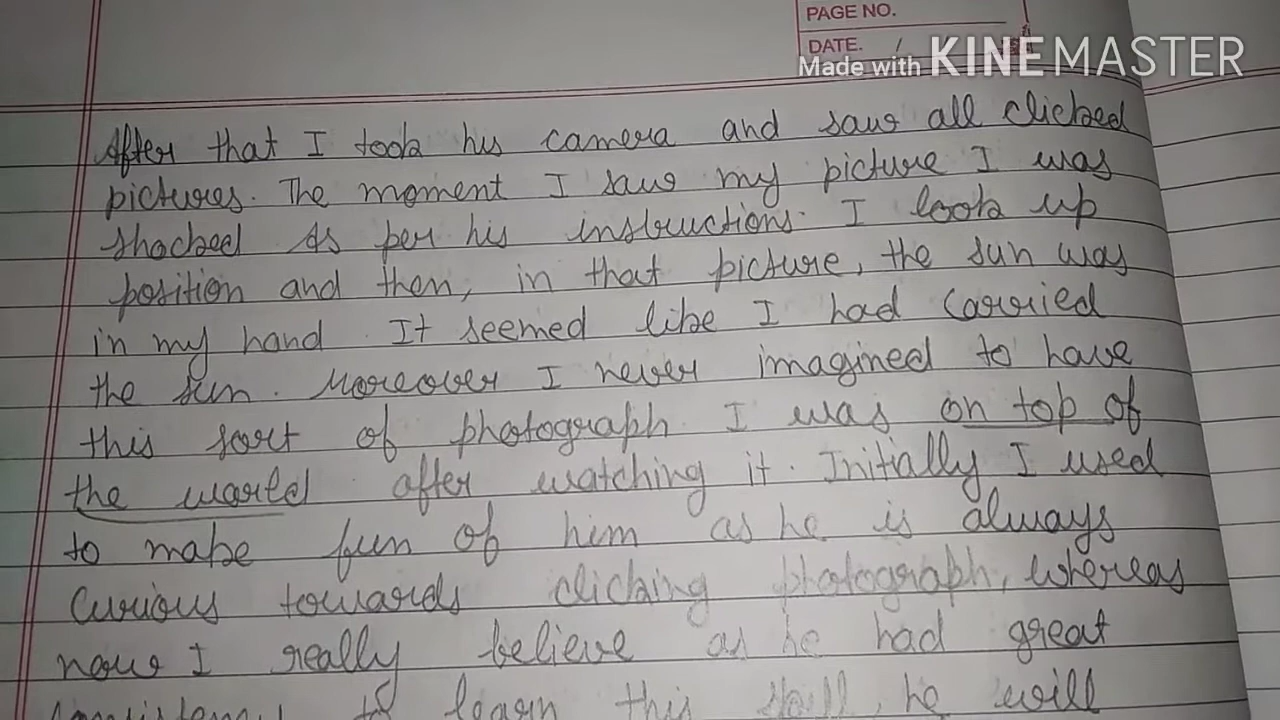 PAGE NO.
DATE. /
Made with KINEMASTER
After that I took his camera and saw all clicked
pictures. The moment I saw my picture I was
shocked As per his instructions. I look up
position and then, in that picture, the sun was
in my hand It seemed like I had carried
the sun. Moreover I never imagined to have
this sort of photograph I was on top of
the world after watching it. Initially I used
to make fun of him as he is always
curious towards clicking photograph, whereas
now I really believe as he had great
to learn this skill, he will